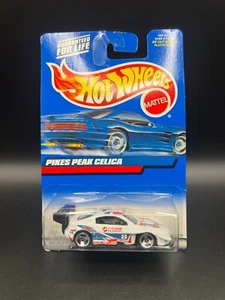 GUARANTEED
FOR LIFE
Hot Wheels
MATTEL
PIKES PEAK CELICA